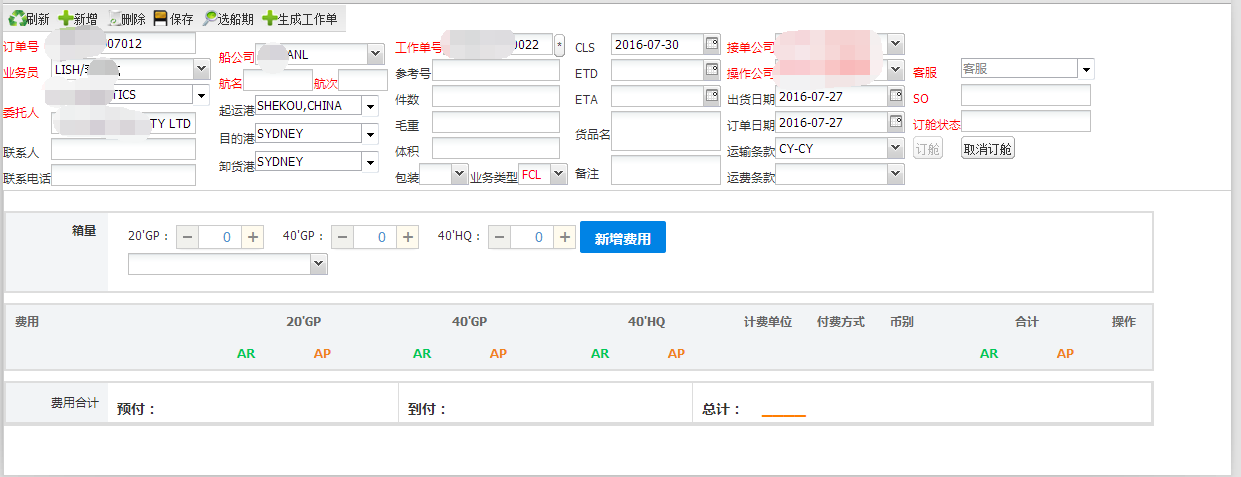 刷新 新增 删除 保存 选船期 生成工作单
订单号 07012 船公司 ANL 工作单号 0022 * CLS 2016-07-30 接单公司
业务员 LISH/ 航名 航次 参考号 ETD 操作公司 客服 客服
委托人 TICS 起运港 SHEKOU,CHINA 件数 ETA 出货日期 2016-07-27 SO
TY LTD 目的港 SYDNEY 毛重 货品名 订单日期 2016-07-27 订舱状态
联系人 卸货港 SYDNEY 体积 运输条款 CY-CY 订舱 取消订舱
联系电话 包装 业务类型 FCL 备注 运费条款
箱量 20'GP： － 0 + 40'GP： － 0 + 40'HQ： － 0 + 新增费用
费用 20'GP 40'GP 40'HQ 计费单位 付费方式 币别 合计 操作
AR AP AR AP AR AP AR AP
费用合计 预付： 到付： 总计：